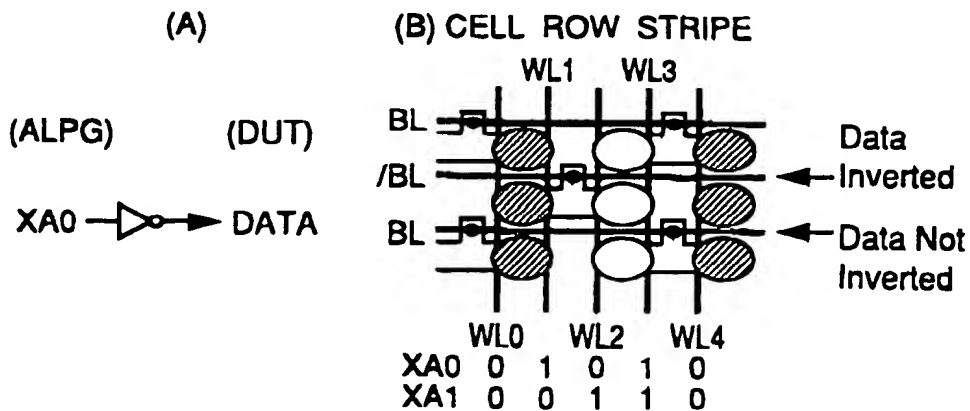 (A)
(B) CELL ROW STRIPE
WL1 WL3
(ALPG) (DUT)
BL
/BL
BL
XA0 DATA
Data
Inverted
Data Not
Inverted
WL0 WL2 WL4
XA0 0 1 0 1 0
XA1 0 0 1 1 0